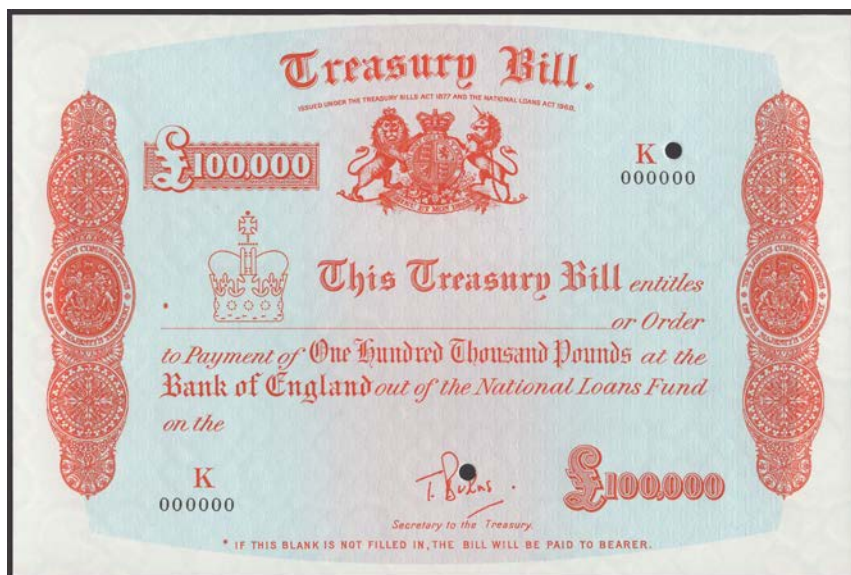 Treasury Bill.
ISSUED UNDER THE TREASURY BILLS ACT 1877 AND THE NATIONAL LOANS ACT 1968.
£100,000
K
000000
This Treasury Bill entitles
*
or Order
to Payment of One Hundred Thousand Pounds at the
Bank of England out of the National Loans Fund
on the
K
000000
T. Burns.
£100,000
Secretary to the Treasury.
* IF THIS BLANK IS NOT FILLED IN, THE BILL WILL BE PAID TO BEARER.